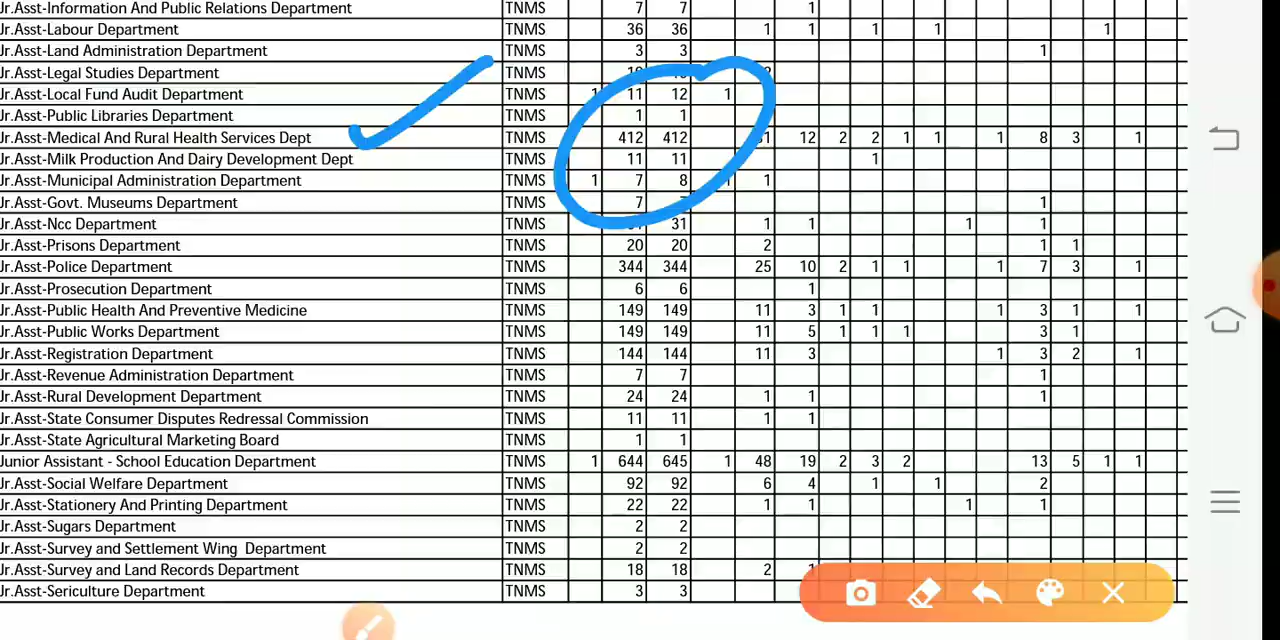 Jr.Asst-Information And Public Relations Department TNMS 7 7 1
Jr.Asst-Labour Department TNMS 36 36 1 1 1 1 1
Jr.Asst-Land Administration Department TNMS 3 3 1
Jr.Asst-Legal Studies Department TNMS
Jr.Asst-Local Fund Audit Department TNMS 1 11 12 1
Jr.Asst-Public Libraries Department TNMS 1 1
Jr.Asst-Medical And Rural Health Services Dept TNMS 412 412 12 2 2 1 1 1 8 3 1
Jr.Asst-Milk Production And Dairy Development Dept TNMS 11 11 1
Jr.Asst-Municipal Administration Department TNMS 1 7 8 1 1
Jr.Asst-Govt. Museums Department TNMS 7 1
Jr.Asst-Ncc Department TNMS 31 1 1 1 1
Jr.Asst-Prisons Department TNMS 20 20 2 1 1
Jr.Asst-Police Department TNMS 344 344 25 10 2 1 1 1 7 3 1
Jr.Asst-Prosecution Department TNMS 6 6 1
Jr.Asst-Public Health And Preventive Medicine TNMS 149 149 11 3 1 1 1 3 1 1
Jr.Asst-Public Works Department TNMS 149 149 11 5 1 1 1 3 1
Jr.Asst-Registration Department TNMS 144 144 11 3 1 3 2 1
Jr.Asst-Revenue Administration Department TNMS 7 7 1
Jr.Asst-Rural Development Department TNMS 24 24 1 1 1
Jr.Asst-State Consumer Disputes Redressal Commission TNMS 11 11 1 1
Jr.Asst-State Agricultural Marketing Board TNMS 1 1
Junior Assistant - School Education Department TNMS 1 644 645 1 48 19 2 3 2 13 5 1 1
Jr.Asst-Social Welfare Department TNMS 92 92 6 4 1 1 2
Jr.Asst-Stationery And Printing Department TNMS 22 22 1 1 1 1
Jr.Asst-Sugars Department TNMS 2 2
Jr.Asst-Survey and Settlement Wing Department TNMS 2 2
Jr.Asst-Survey and Land Records Department TNMS 18 18 2
Jr.Asst-Sericulture Department TNMS 3 3